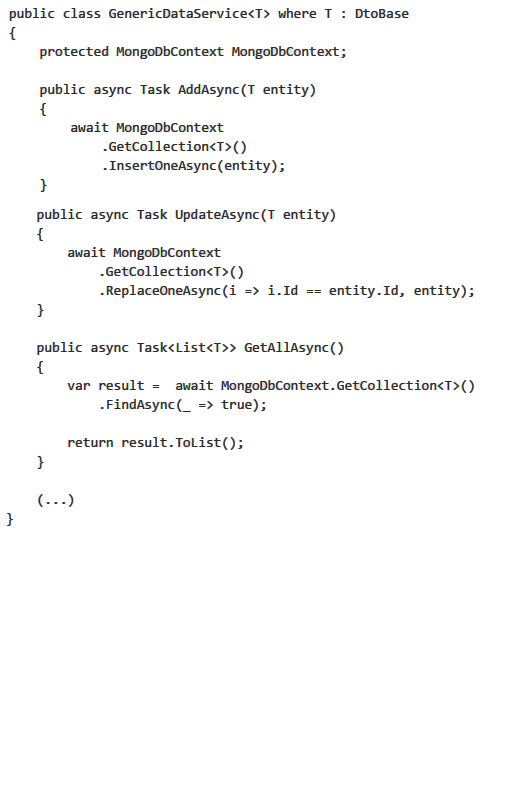 public class GenericDataService<T> where T : DtoBase
{
    protected MongoDbContext MongoDbContext;

    public async Task AddAsync(T entity)
    {
        await MongoDbContext
            .GetCollection<T>()
            .InsertOneAsync(entity);
    }

    public async Task UpdateAsync(T entity)
    {
        await MongoDbContext
            .GetCollection<T>()
            .ReplaceOneAsync(i => i.Id == entity.Id, entity);
    }

    public async Task<List<T>> GetAllAsync()
    {
        var result =  await MongoDbContext.GetCollection<T>()
            .FindAsync(_ => true);

        return result.ToList();
    }

    (...)
}